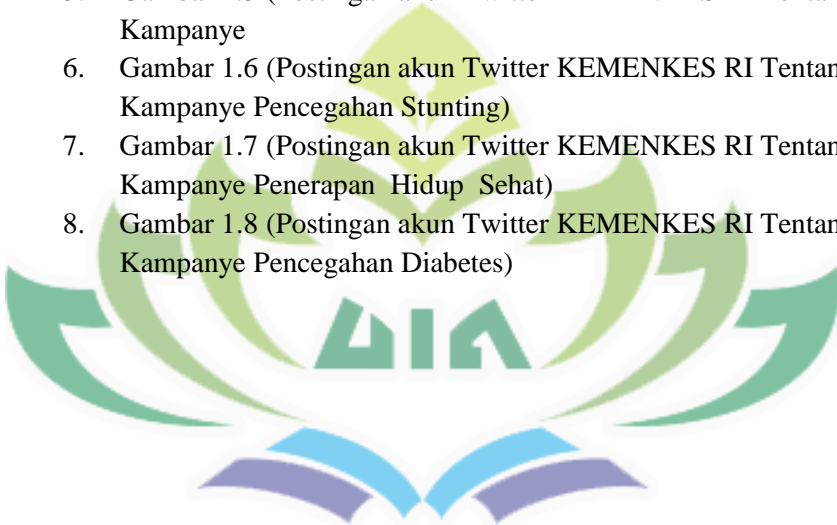 Kampanye
6. Gambar 1.6 (Postingan akun Twitter KEMENKES RI Tentan
Kampanye Pencegahan Stunting)
7. Gambar 1.7 (Postingan akun Twitter KEMENKES RI Tentan
Kampanye Penerapan Hidup Sehat)
8. Gambar 1.8 (Postingan akun Twitter KEMENKES RI Tentan
Kampanye Pencegahan Diabetes)
UIN